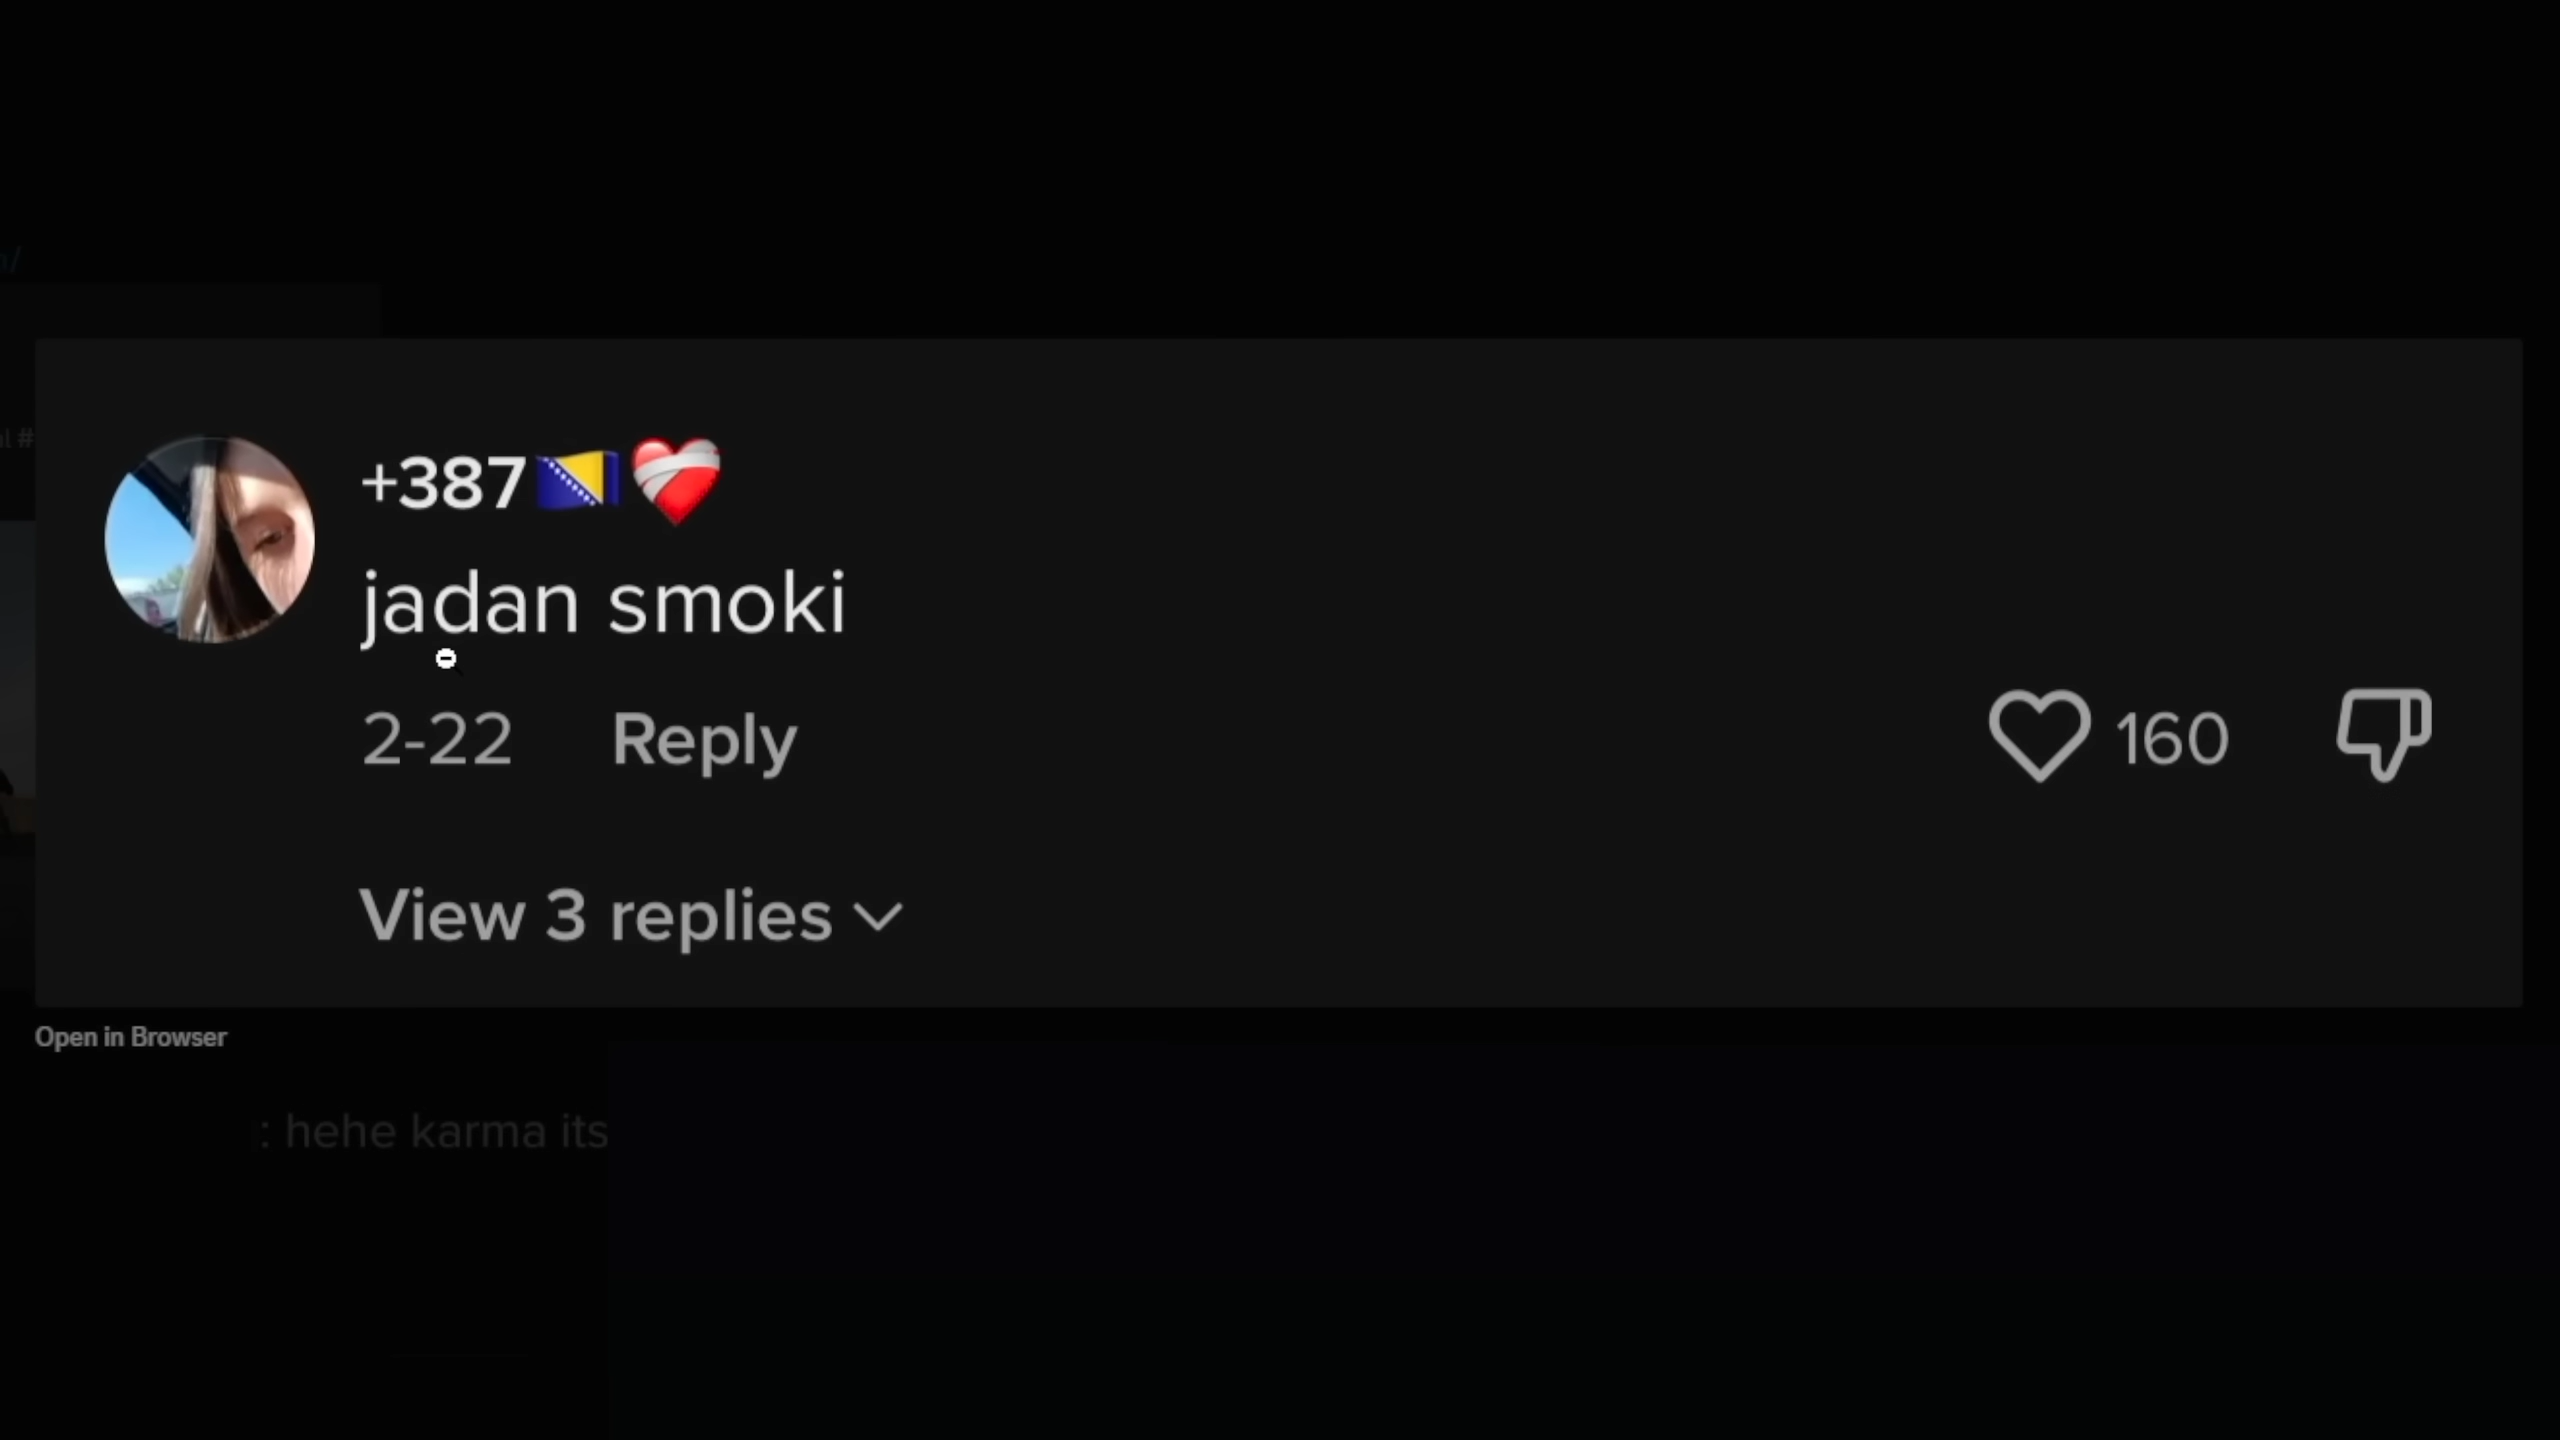 +387🇧🇦❤️‍🩹
jadan smoki
2-22 Reply 160
View 3 replies
Open in Browser
: hehe karma its